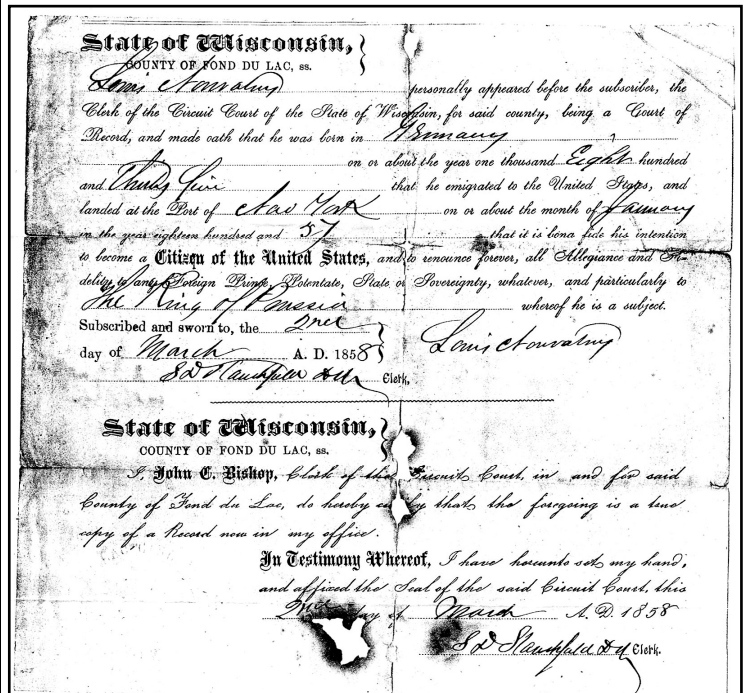 State of Wisconsin,
COUNTY OF FOND DU LAC, ss.
Louis personally appeared before the subscriber, the
Clerk of the Circuit Court of the State of Wisconsin, for said county, being a Court of
Record, and made oath that he was born in Germany
on or about the year one thousand Eight hundred
and Thirty five that he emigrated to the United States, and
landed at the Port of New York on or about the month of January
in the year eighteen hundred and 57 that it is bona fide his intention
to become a Citizen of the United States, and to renounce forever, all Allegiance and Fi-
delity to any Foreign Prince, Potentate, State or Sovereignty, whatever, and particularly to
The King of Prussia whereof he is a subject.
Subscribed and sworn to, the 2nd
day of March A. D. 1858
Louis
S D Clerk.
State of Wisconsin,
COUNTY OF FOND DU LAC, ss.
I, John C. Bishop, Clerk of the Circuit Court, in and for said
County of Fond du Lac, do hereby certify that the foregoing is a true
copy of a Record now in my office.
In Testimony Whereof, I have hereunto set my hand,
and affixed the Seal of the said Circuit Court, this
2nd day of March A. D. 1858
S D Clerk.